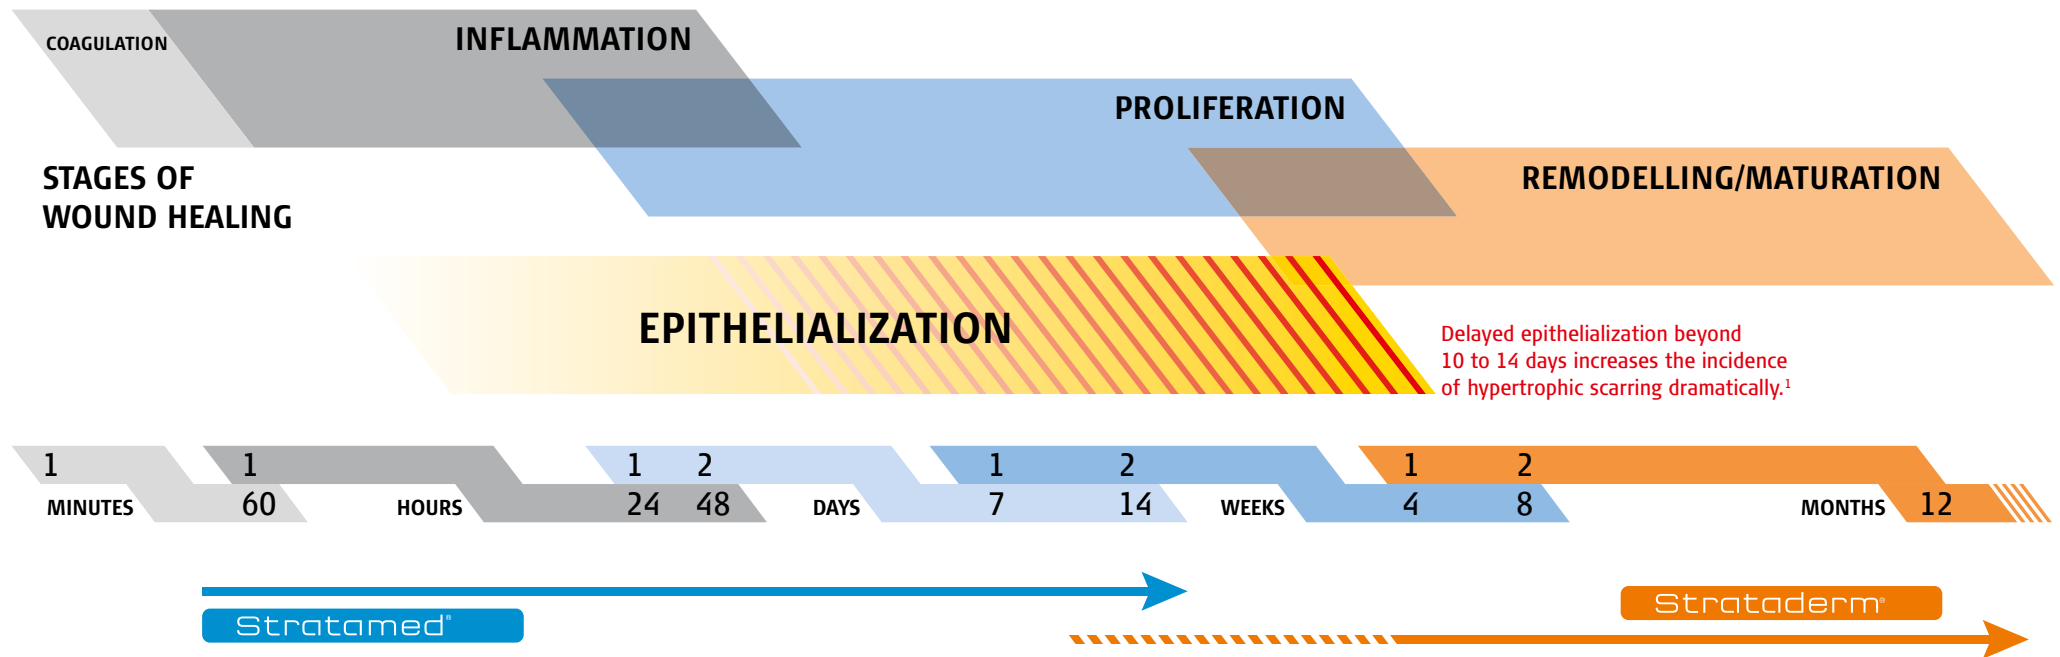 COAGULATION
INFLAMMATION
PROLIFERATION
REMODELLING/MATURATION
STAGES OF
WOUND HEALING
EPITHELIALIZATION
Delayed epithelialization beyond
10 to 14 days increases the incidence
of hypertrophic scarring dramatically.¹
1 1 1 2 1 2 1 2
MINUTES 60 HOURS 24 48 DAYS 7 14 WEEKS 4 8 MONTHS 12
Stratamed®
Strataderm®